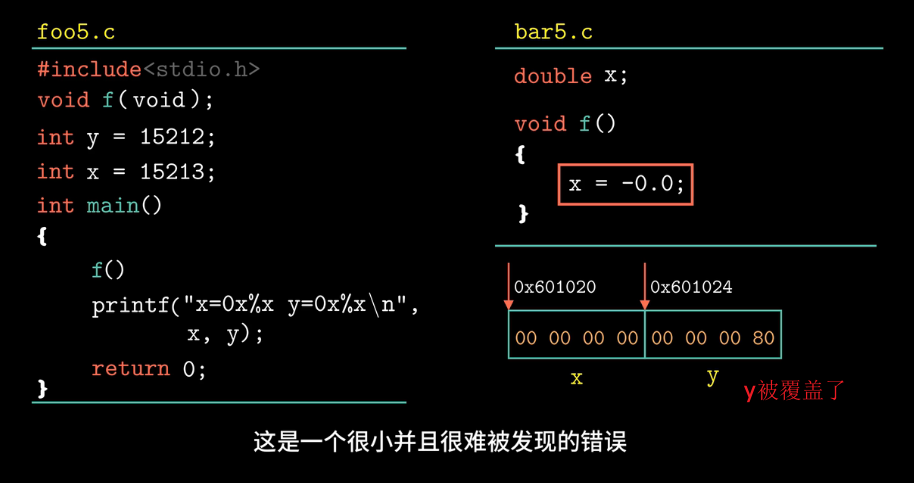 foo5.c
#include<stdio.h>
void f(void);
int y = 15212;
int x = 15213;
int main()
{
f()
printf("x=0x%x y=0x%x\n",
x, y);
return 0;
}
bar5.c
double x;
void f()
{
x = -0.0;
}
0x601020 0x601024
00 00 00 00 00 00 00 80
x y
y被覆盖了
这是一个很小并且很难被发现的错误